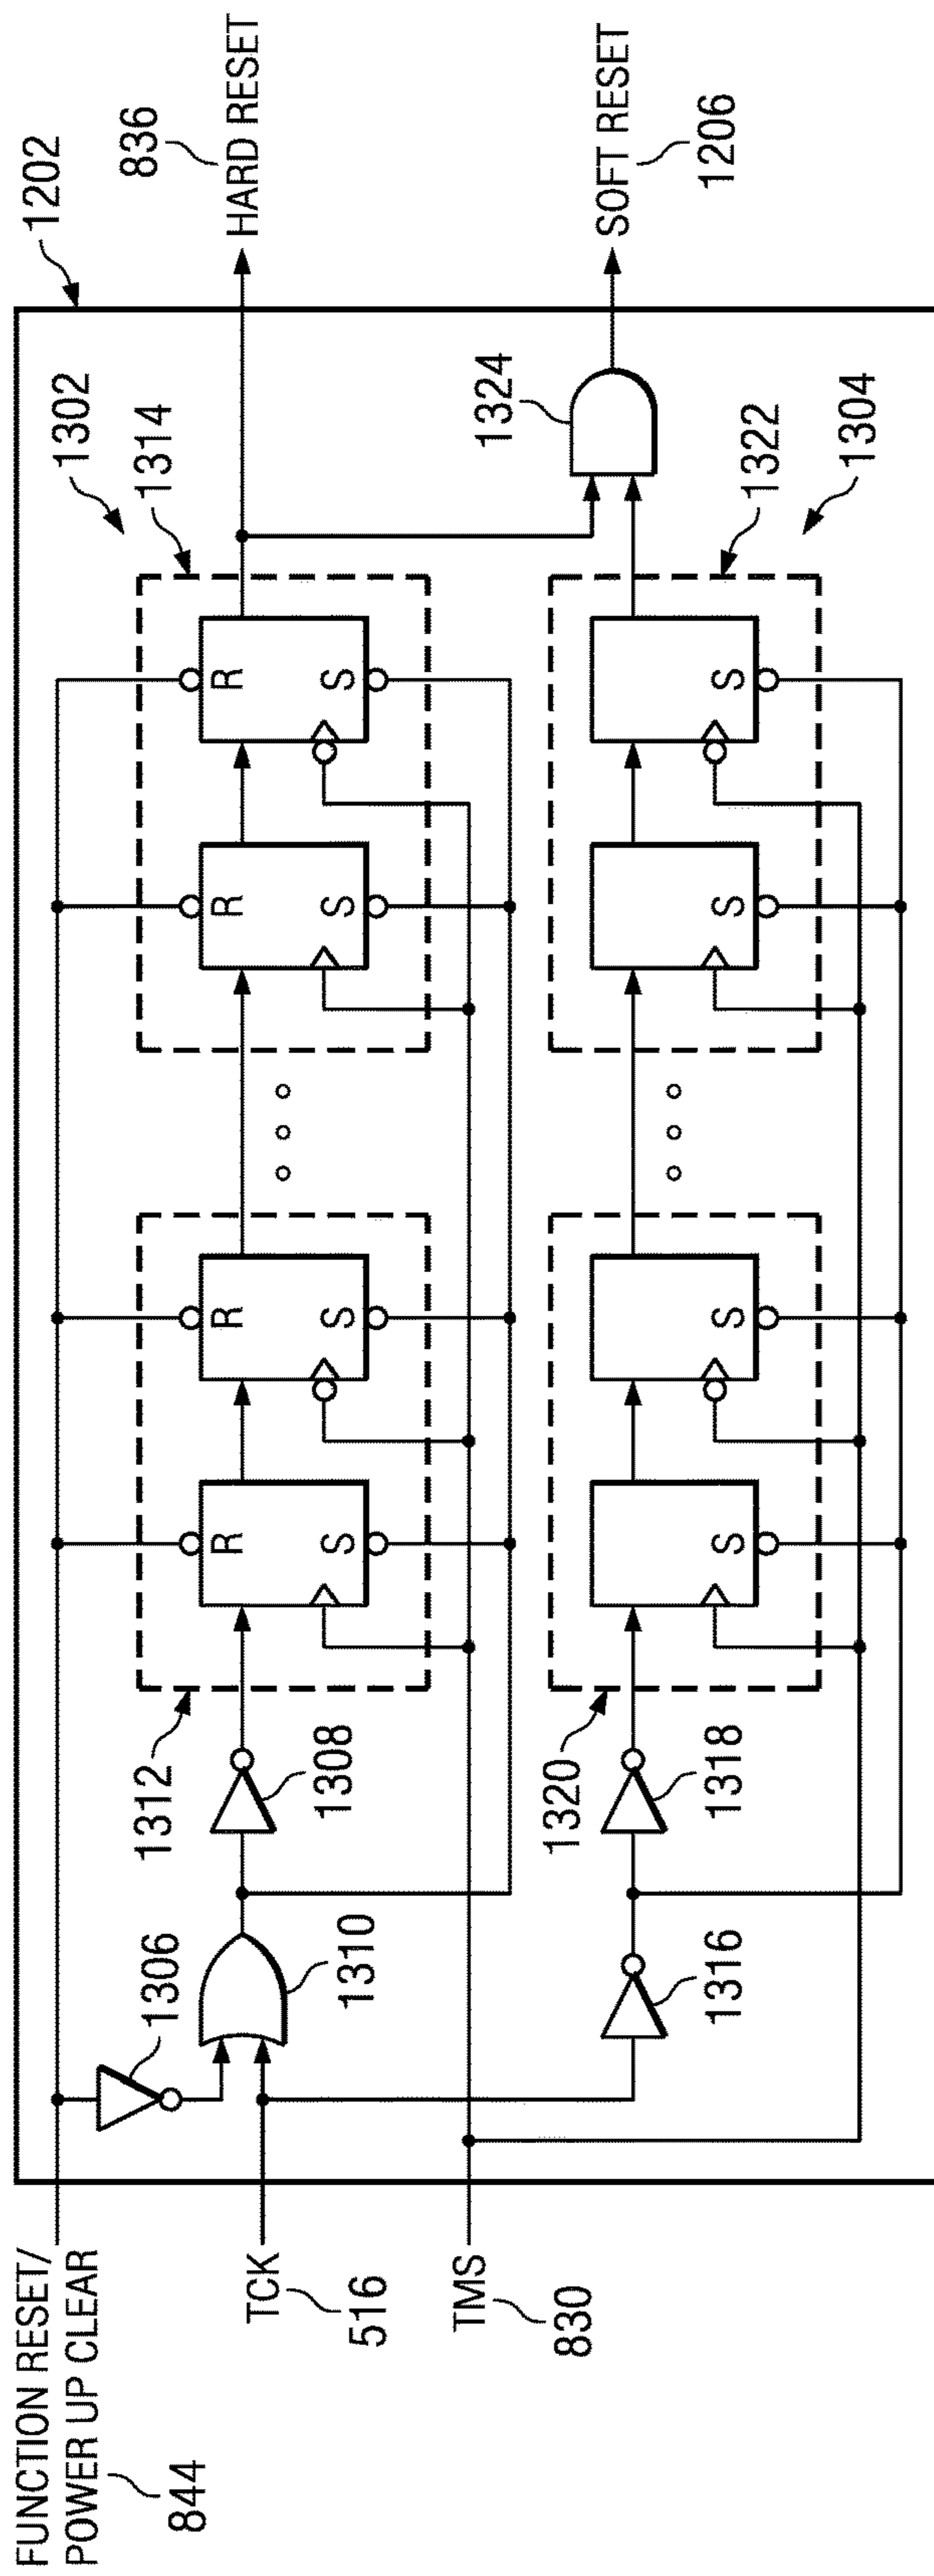 FUNCTION RESET/
POWER UP CLEAR
844
TCK
516
TMS
830
1202
1302
1314
HARD RESET
836
1306
1310
1312
1308
R
S
R
S
R
S
R
S
1316
1318
1320
S
S
S
S
1322
1304
1324
SOFT RESET
1206